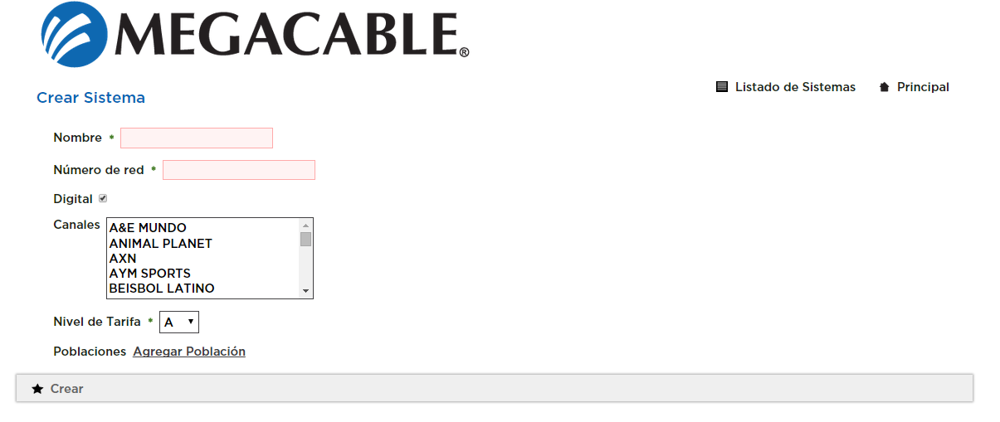 MEGACABLE®
Listado de Sistemas Principal
Crear Sistema
Nombre *
Número de red *
Digital
Canales A&E MUNDO
ANIMAL PLANET
AXN
AYM SPORTS
BEISBOL LATINO
Nivel de Tarifa * A
Poblaciones Agregar Población
Crear